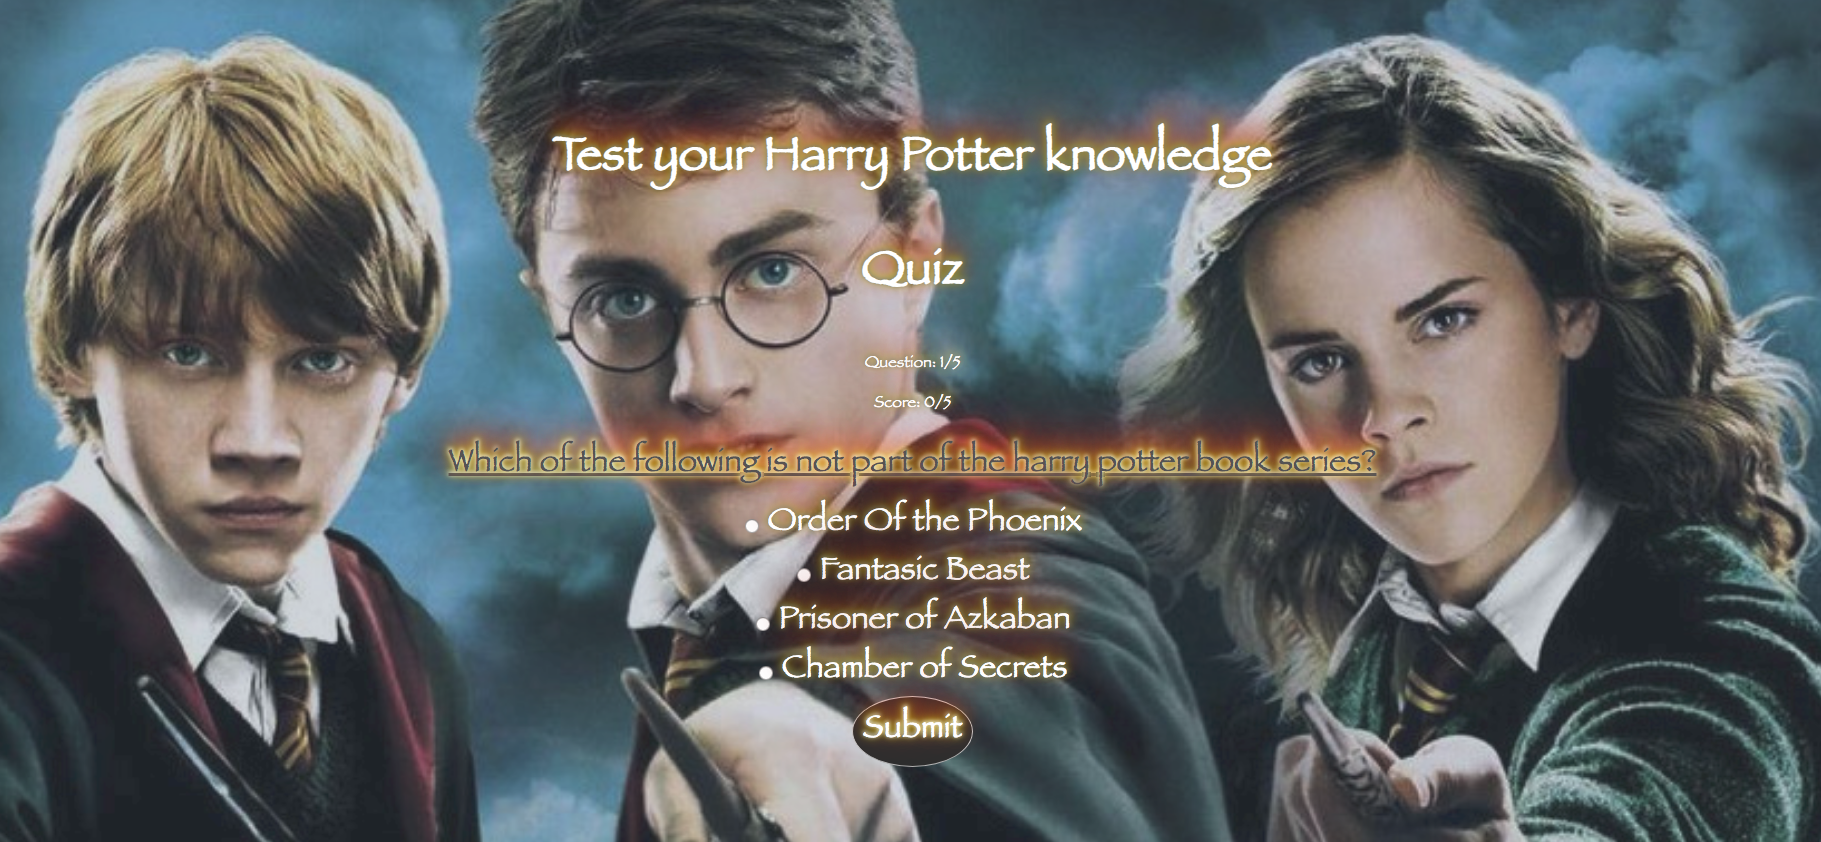 Test your Harry Potter knowledge
Quiz
Question: 1/5
Score: 0/5
Which of the following is not part of the harry potter book series?
Order Of the Phoenix
Fantasic Beast
Prisoner of Azkaban
Chamber of Secrets
Submit